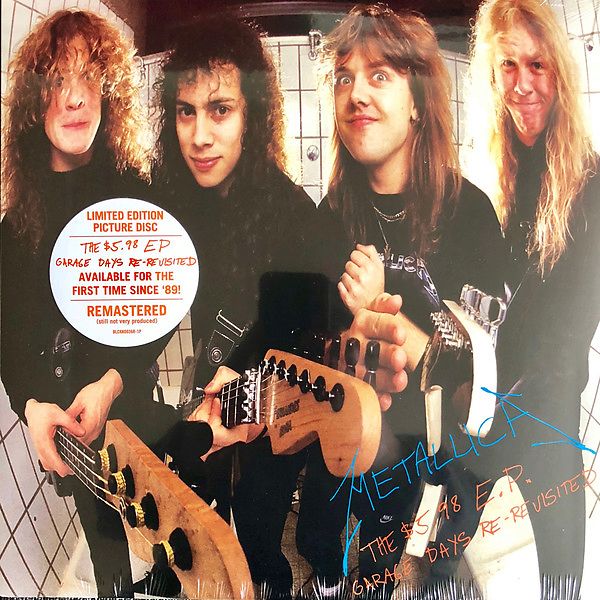 LIMITED EDITION
PICTURE DISC
THE $5.98 EP
GARAGE DAYS RE-REVISITED
AVAILABLE FOR THE
FIRST TIME SINCE '89!
REMASTERED
(still not very produced)
METALLICA
THE $5.98 E.P.
GARAGE DAYS RE-REVISITED